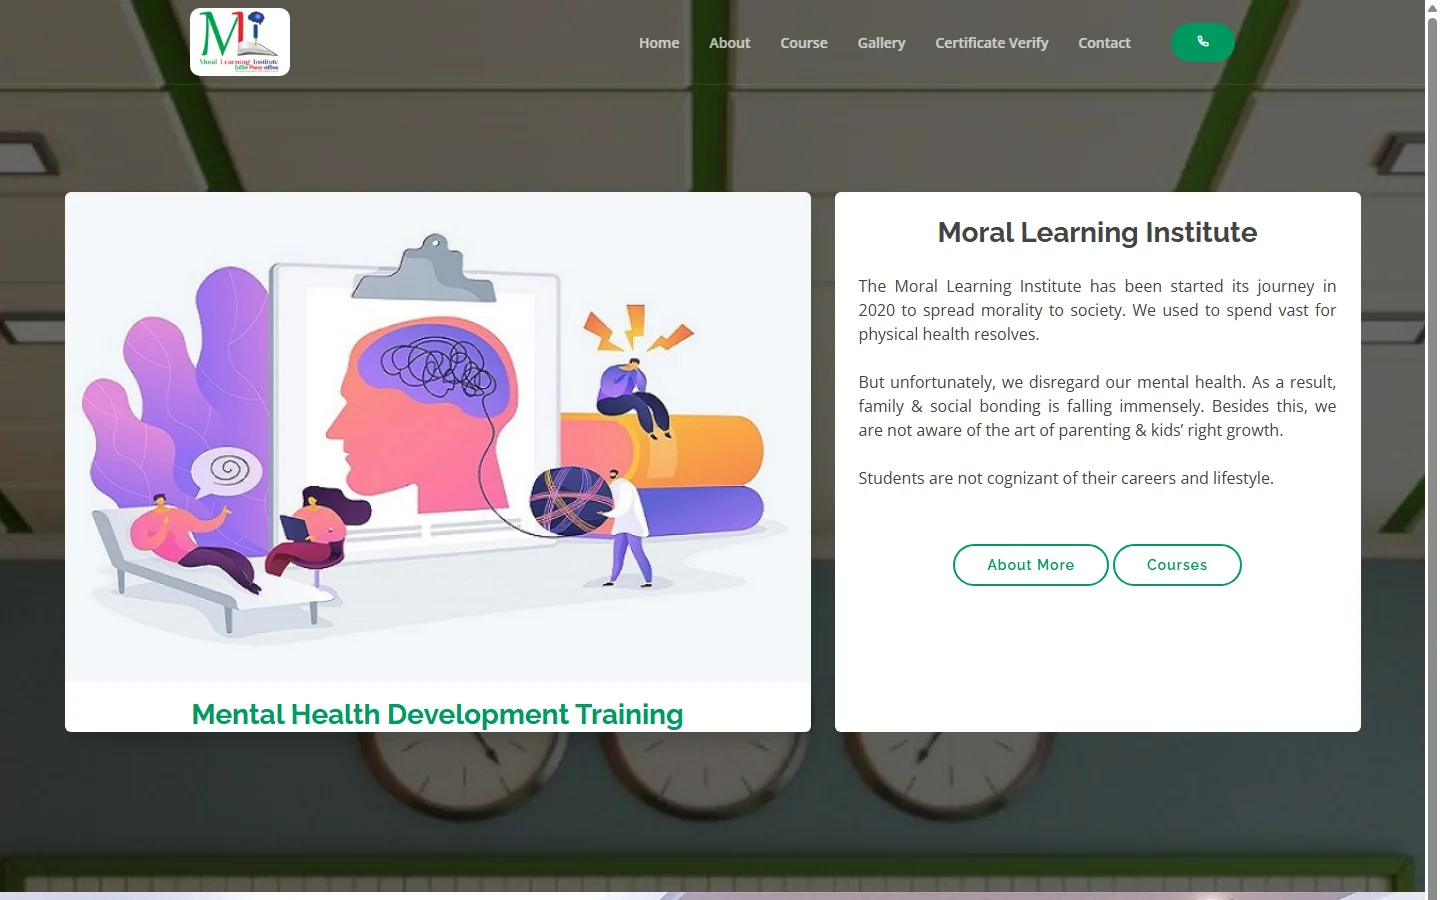 Moral Learning Institute
Home
About
Course
Gallery
Certificate Verify
Contact
Mental Health Development Training
Moral Learning Institute
The Moral Learning Institute has been started its journey in
2020 to spread morality to society. We used to spend vast for
physical health resolves.
But unfortunately, we disregard our mental health. As a result,
family & social bonding is falling immensely. Besides this, we
are not aware of the art of parenting & kids’ right growth.
Students are not cognizant of their careers and lifestyle.
About More
Courses